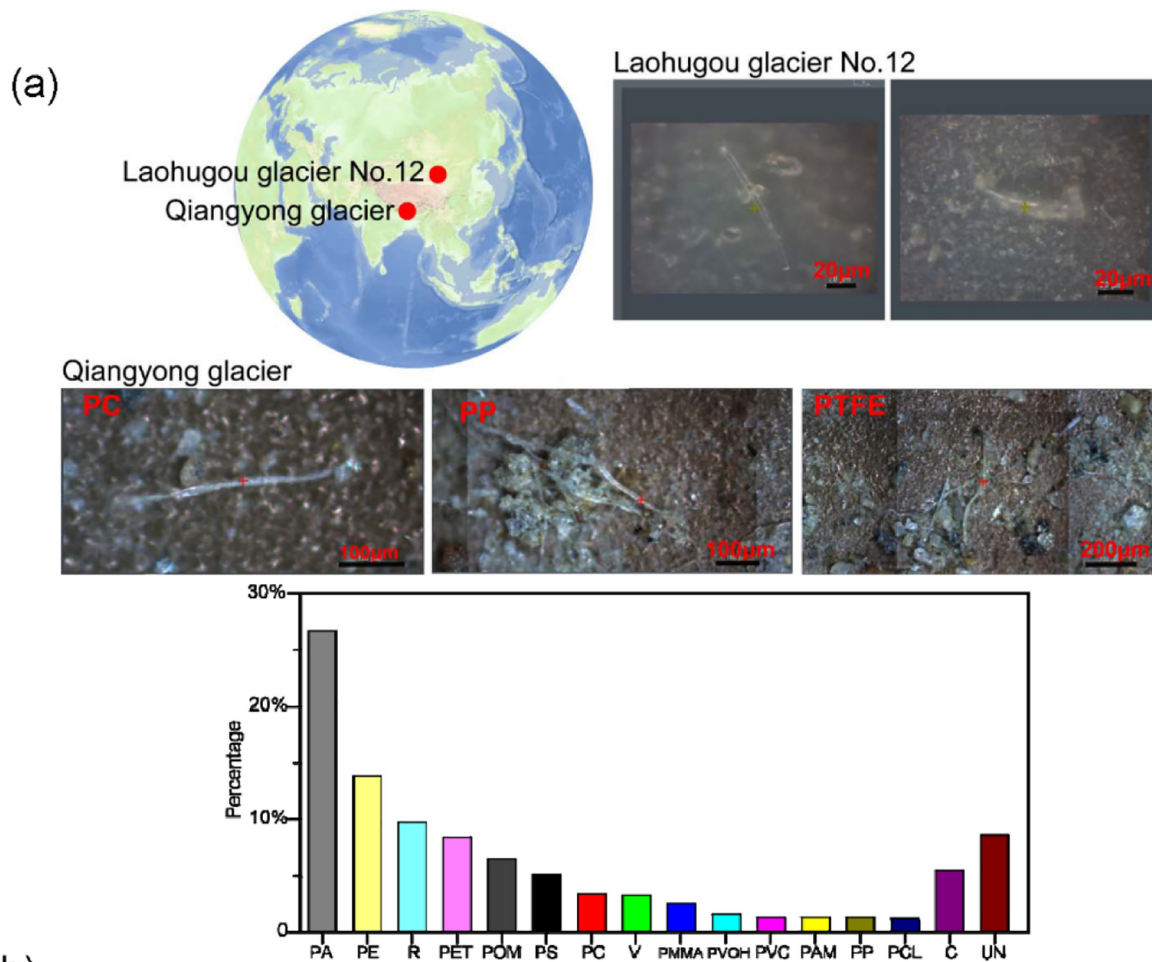 (a)
Laohugou glacier No.12
Laohugou glacier No.12
Qiangyong glacier
20μm
20μm
Qiangyong glacier
PC
PP
PTFE
100μm
100μm
200μm
30%
20%
10%
0
Percentage
PA PE R PET POM PS PC V PMMA PVOH PVC PAM PP PCL C UN